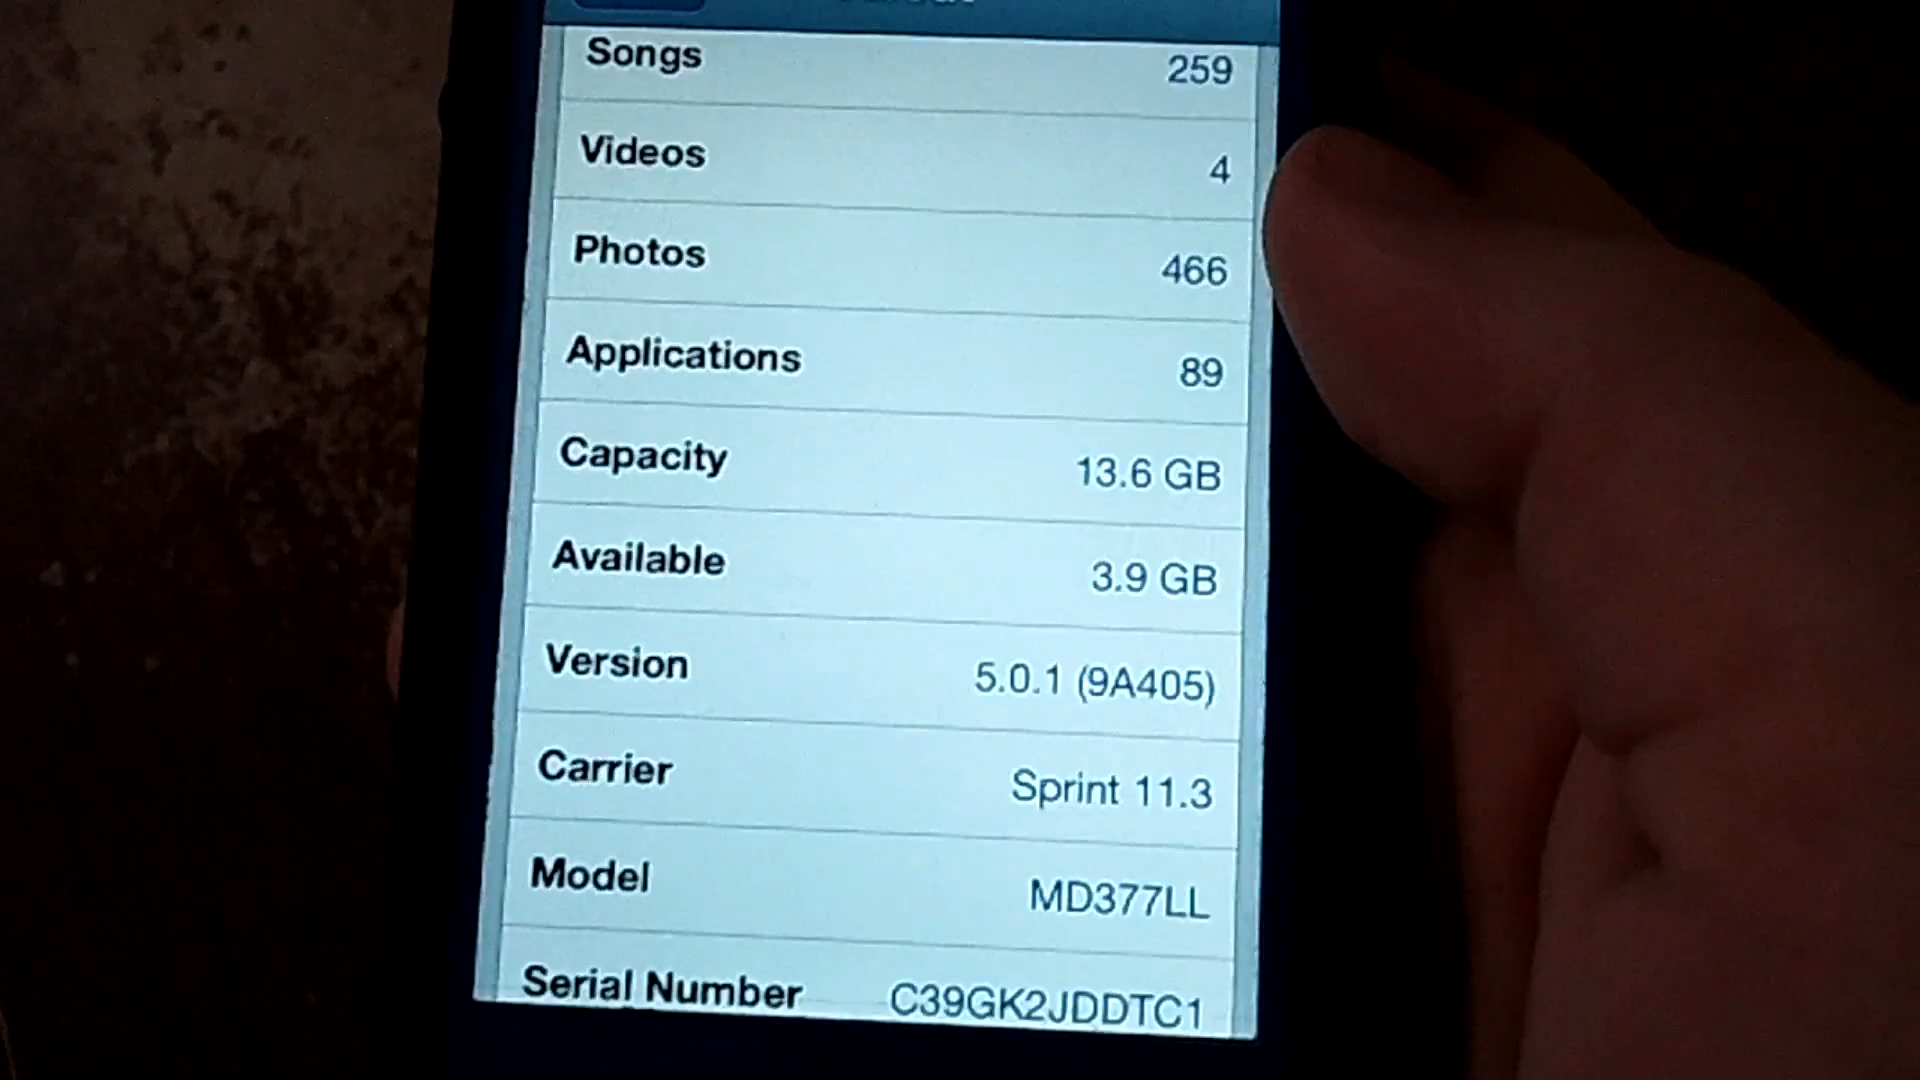 Songs 259
Videos 4
Photos 466
Applications 89
Capacity 13.6 GB
Available 3.9 GB
Version 5.0.1 (9A405)
Carrier Sprint 11.3
Model MD377LL
Serial Number C39GK2JDDTC1